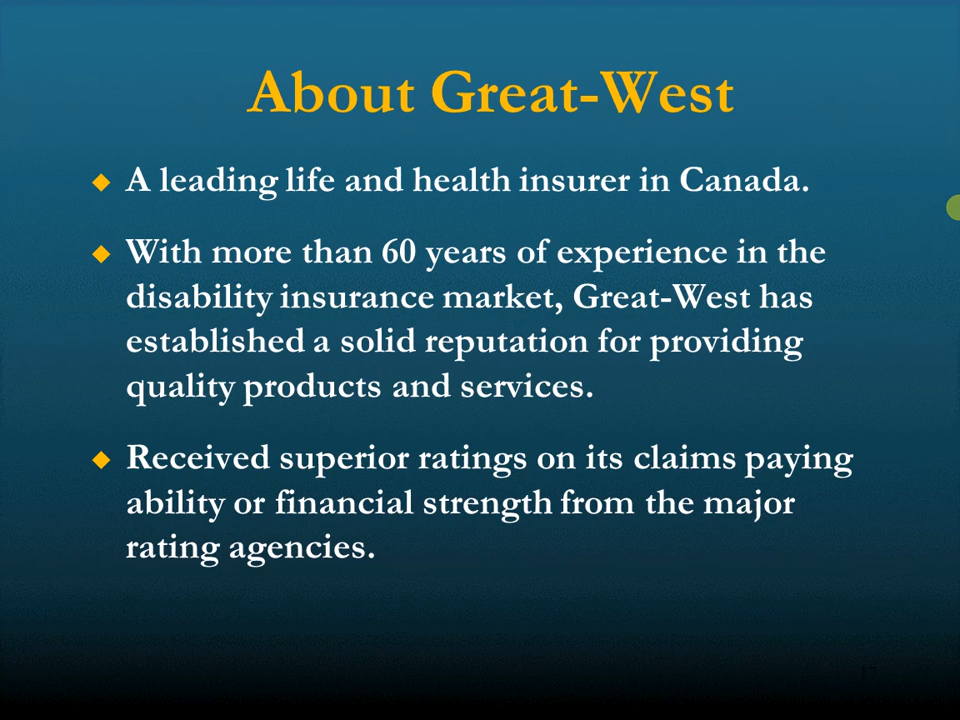 About Great-West
A leading life and health insurer in Canada.
With more than 60 years of experience in the
disability insurance market, Great-West has
established a solid reputation for providing
quality products and services.
Received superior ratings on its claims paying
ability or financial strength from the major
rating agencies.
17